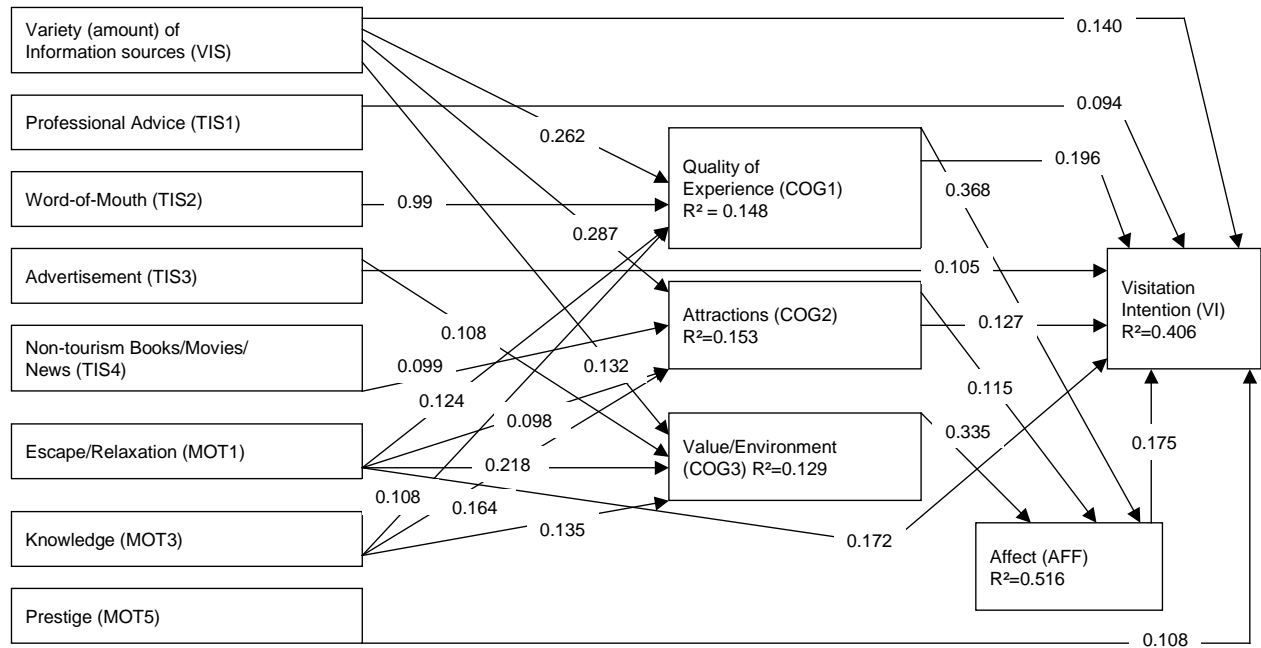 Variety (amount) of
Information sources (VIS)
Professional Advice (TIS1)
Word-of-Mouth (TIS2)
Advertisement (TIS3)
Non-tourism Books/Movies/
News (TIS4)
Escape/Relaxation (MOT1)
Knowledge (MOT3)
Prestige (MOT5)
0.262
0.99
0.287
0.108
0.099
0.132
0.124
0.098
0.218
0.108
0.164
0.135
Quality of
Experience (COG1)
R² = 0.148
Attractions (COG2)
R²=0.153
Value/Environment
(COG3) R²=0.129
0.140
0.094
0.196
0.368
0.105
0.127
0.115
0.335
0.175
0.172
Visitation
Intention (VI)
R²=0.406
Affect (AFF)
R²=0.516
0.108